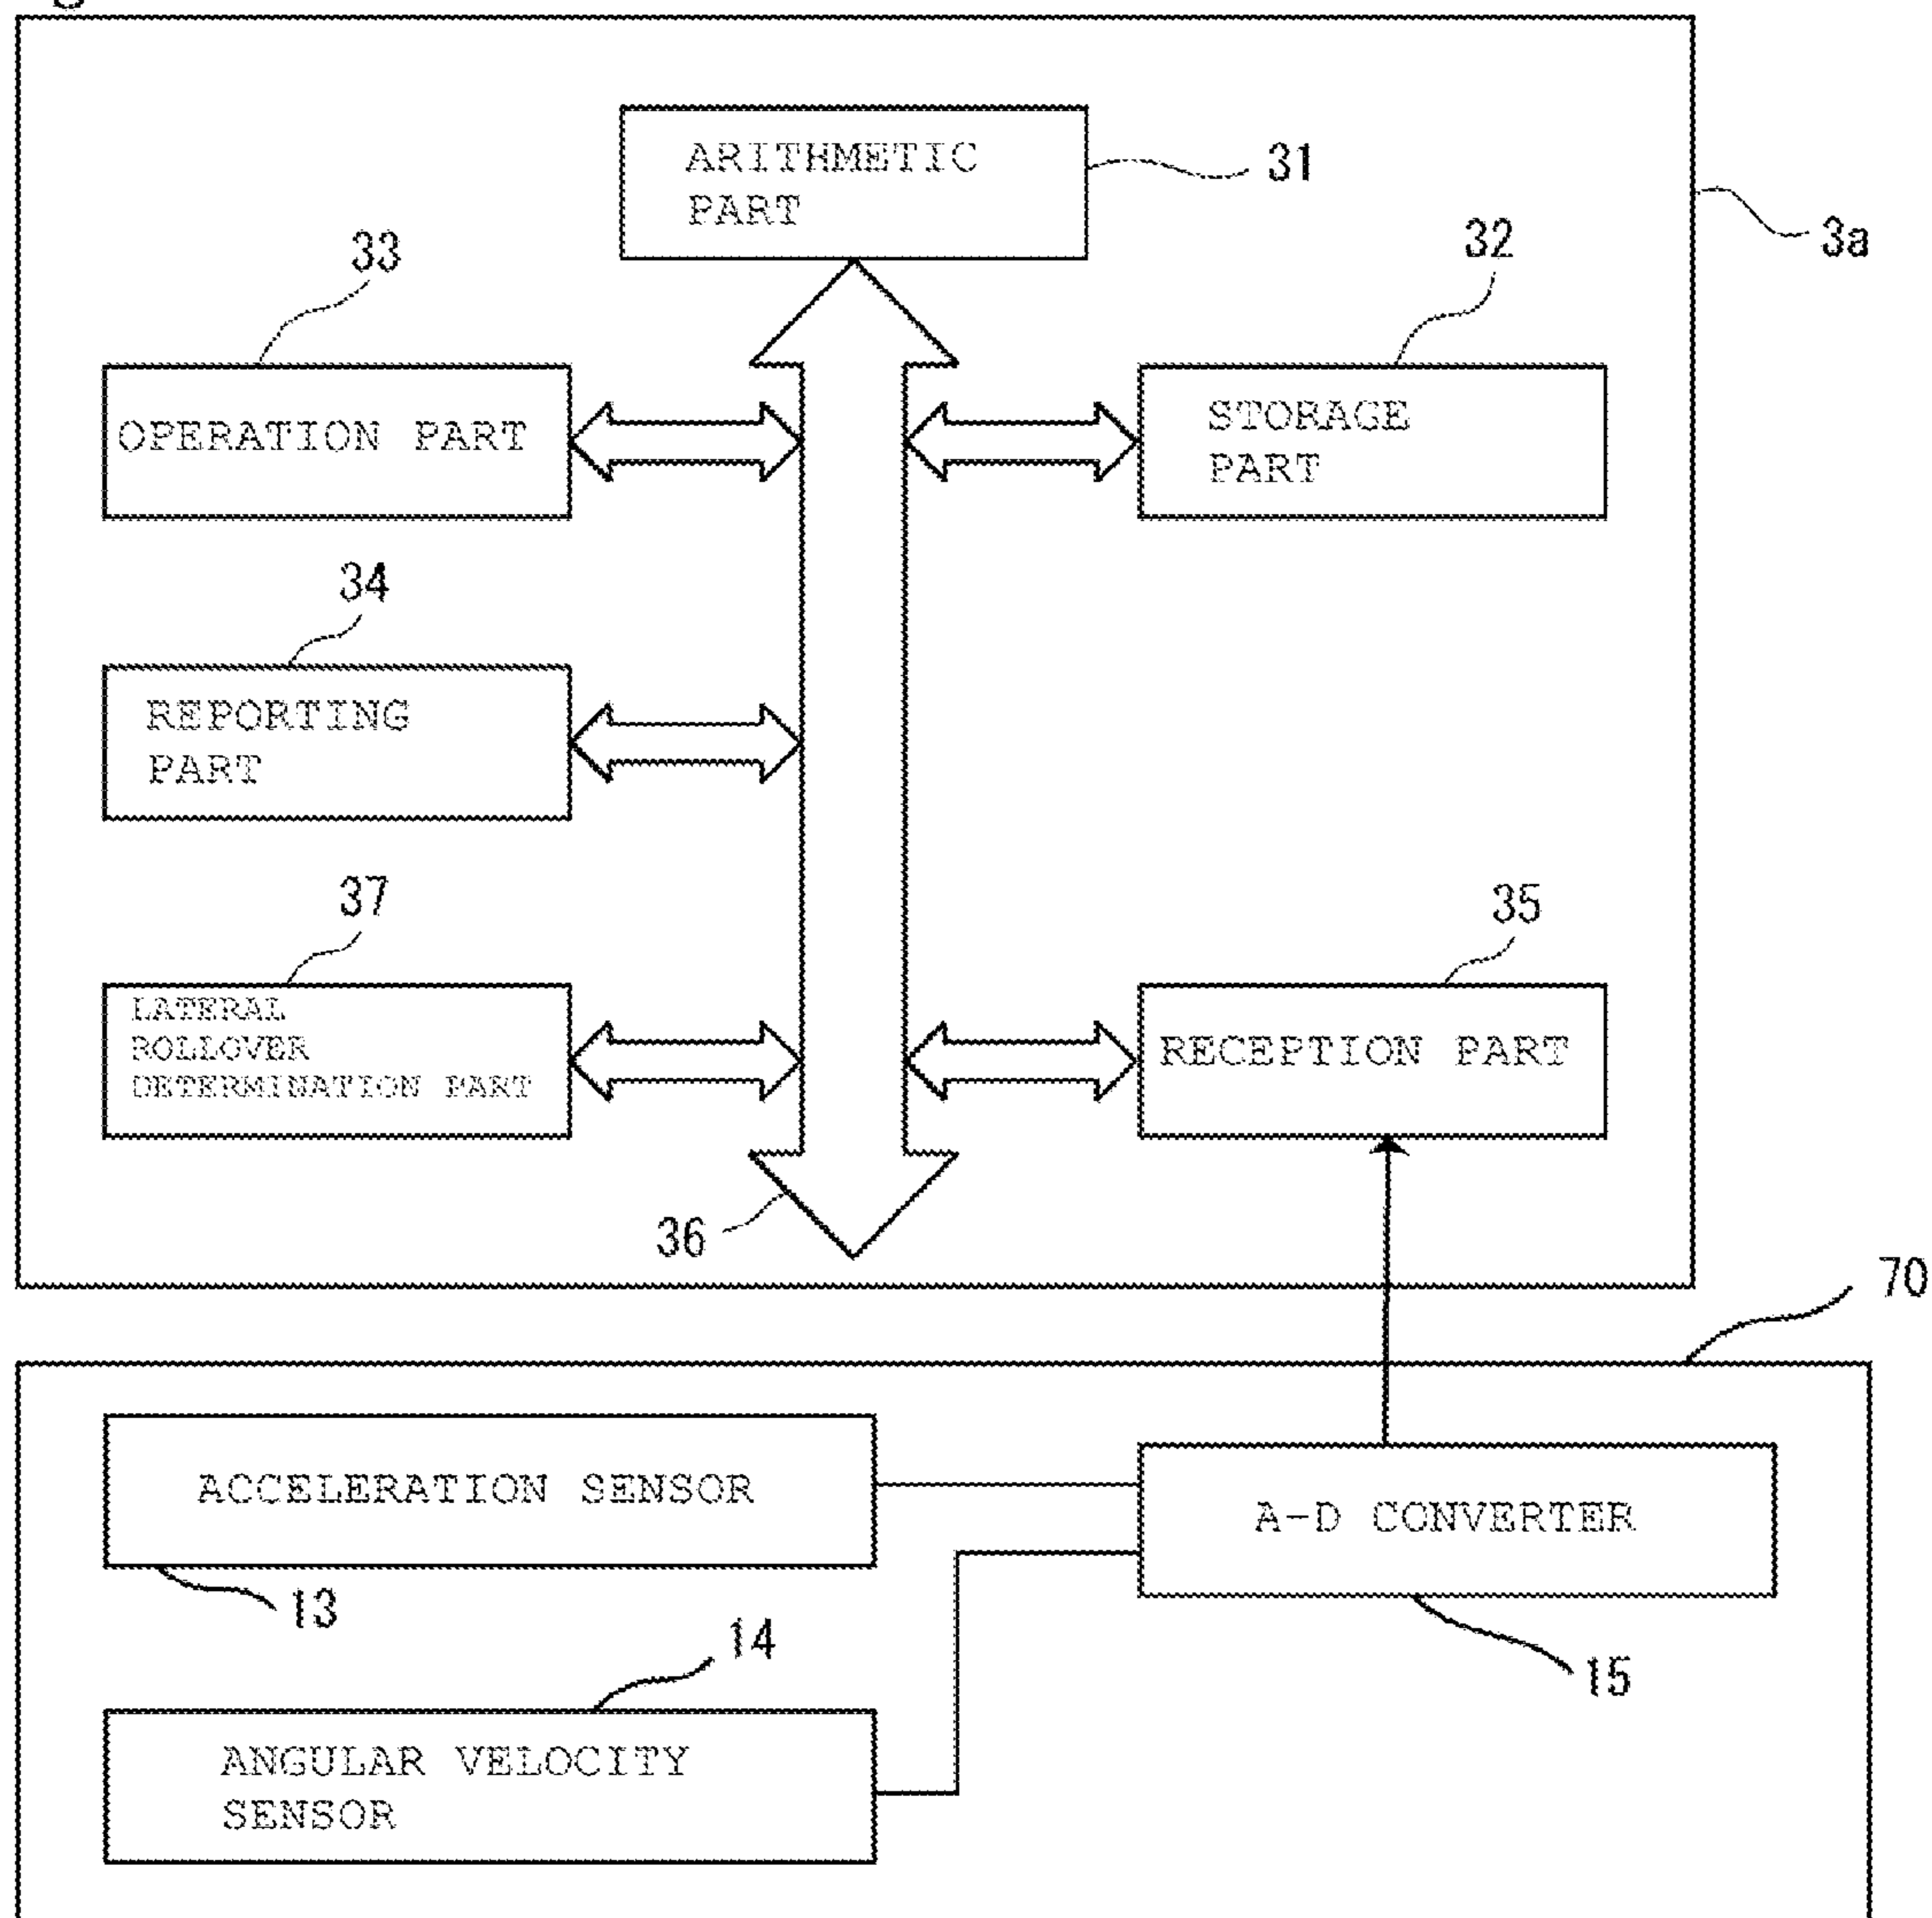 ARITHMETIC
PART
31
3a
33
32
OPERATION PART
STORAGE
PART
34
REPORTING
PART
37
35
LATERAL
ROLLOVER
DETERMINATION PART
RECEPTION PART
36
70
ACCELERATION SENSOR
A-D CONVERTER
13
14
15
ANGULAR VELOCITY
SENSOR